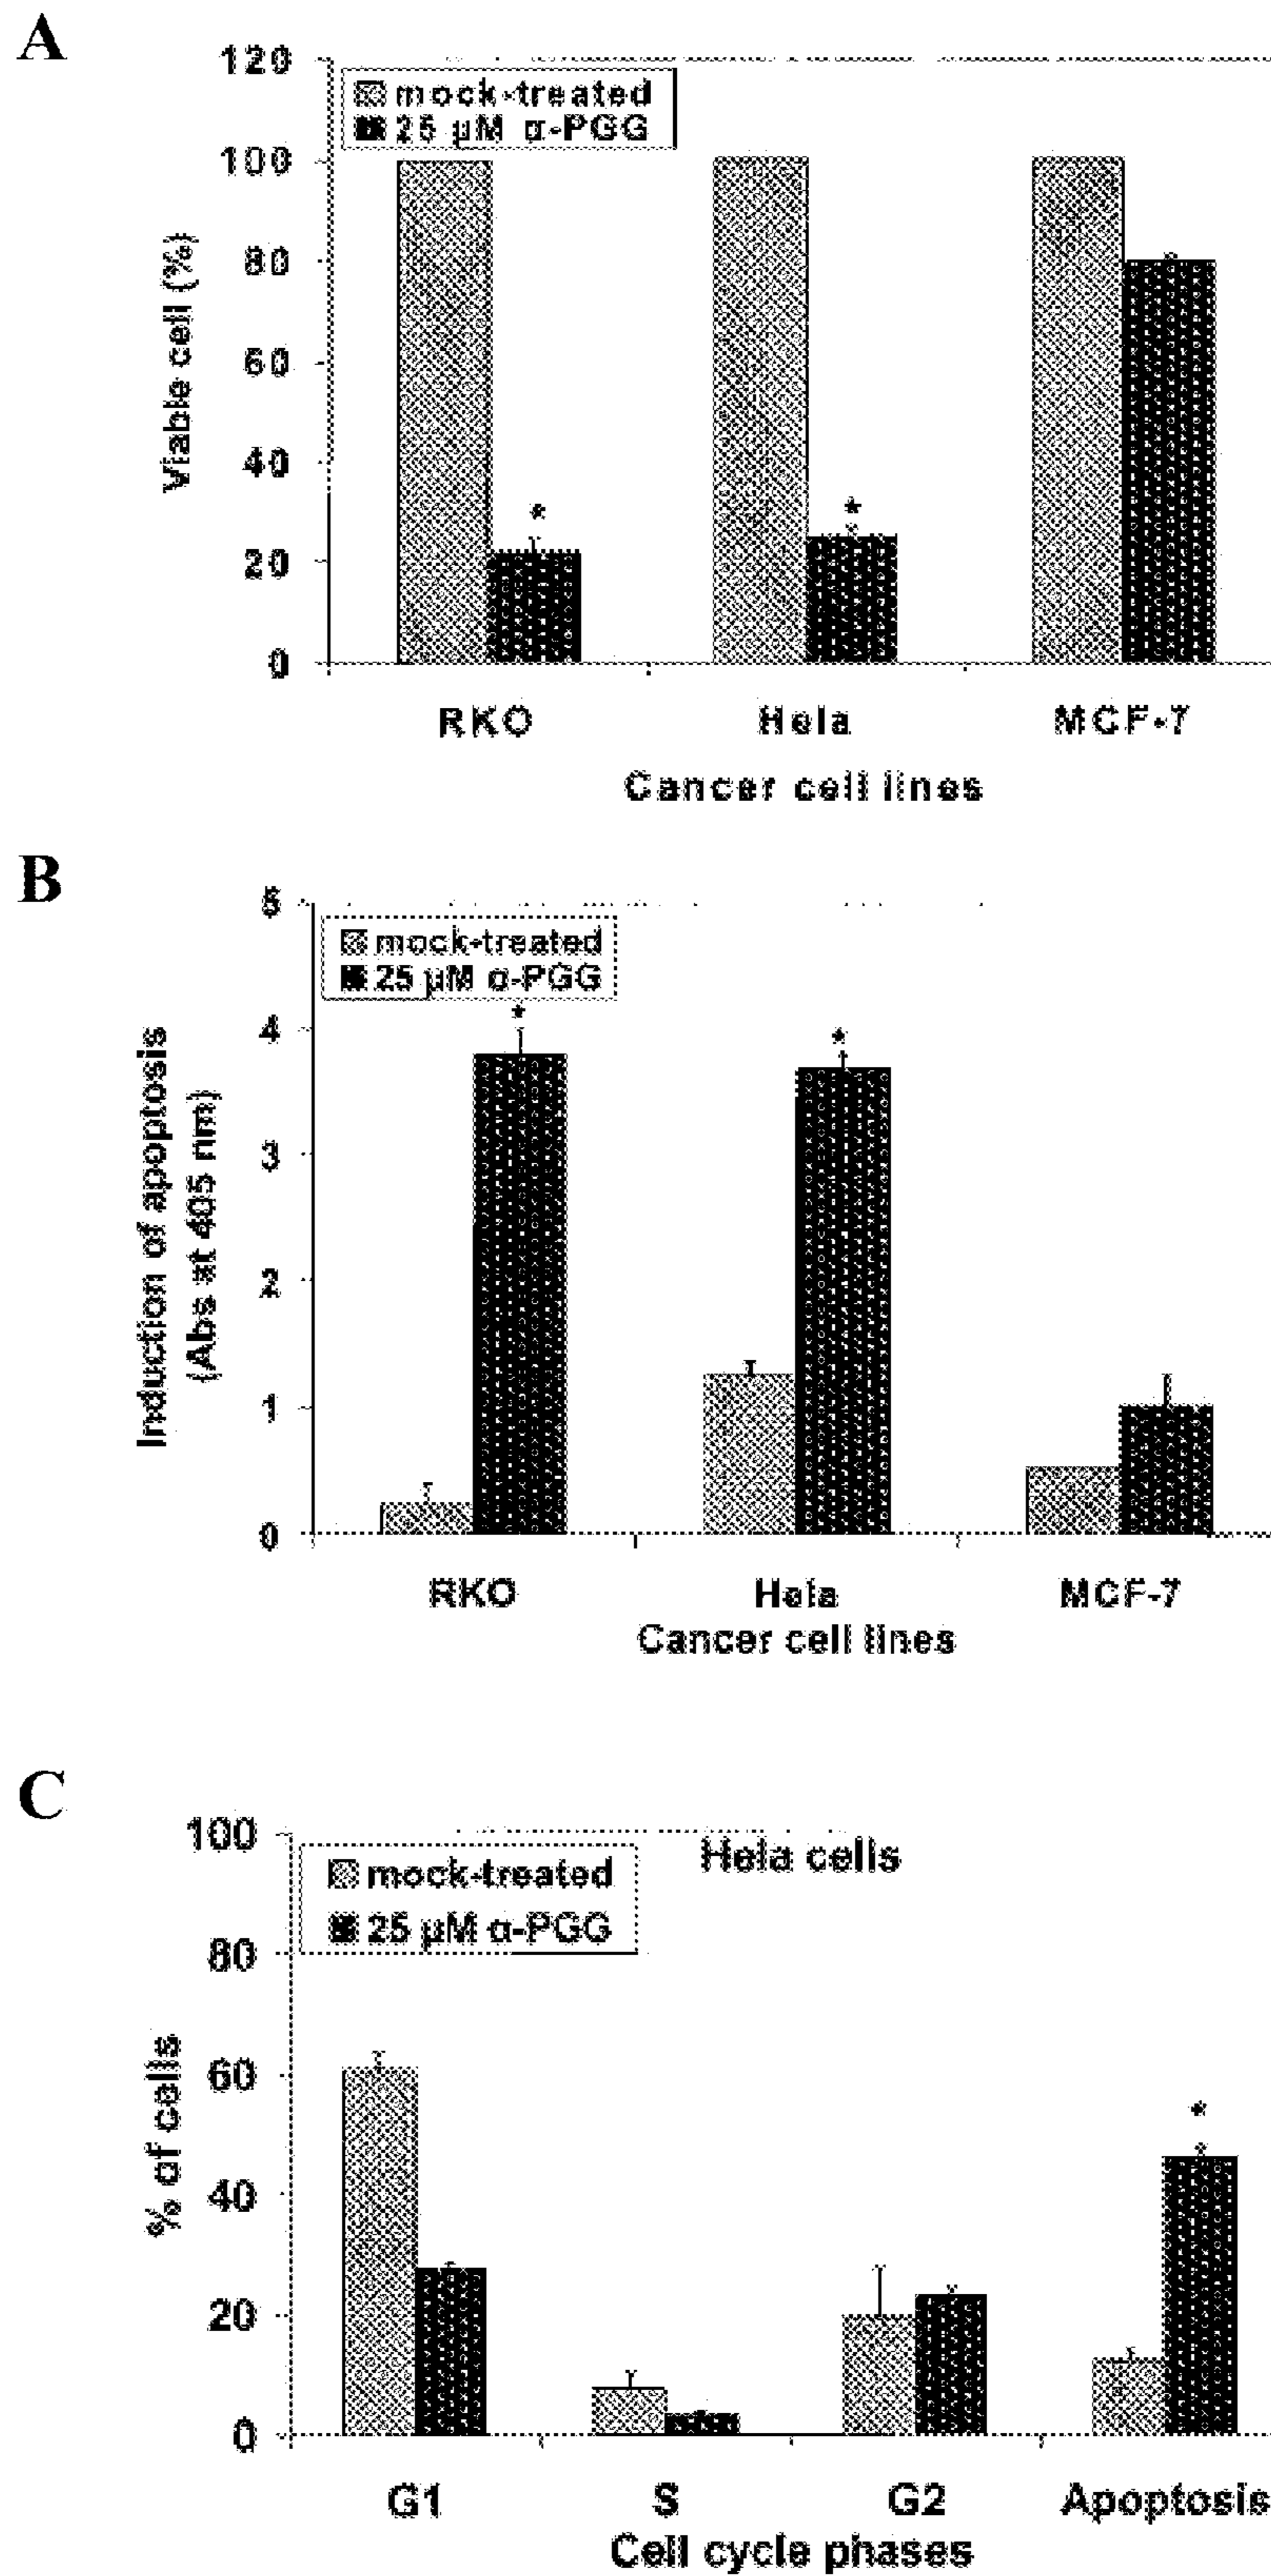 A
120
100
80
60
40
20
0
Viable cell (%)
mock-treated
25 µM α-PGG
*
*
RKO
Hela
MCF-7
Cancer cell lines
B
5
4
3
2
1
0
Induction of apoptosis
(Abs at 405 nm)
mock-treated
25 µM α-PGG
*
*
RKO
Hela
MCF-7
Cancer cell lines
C
100
80
60
40
20
0
% of cells
mock-treated
25 µM α-PGG
Hela cells
*
G1
S
G2
Apoptosis
Cell cycle phases